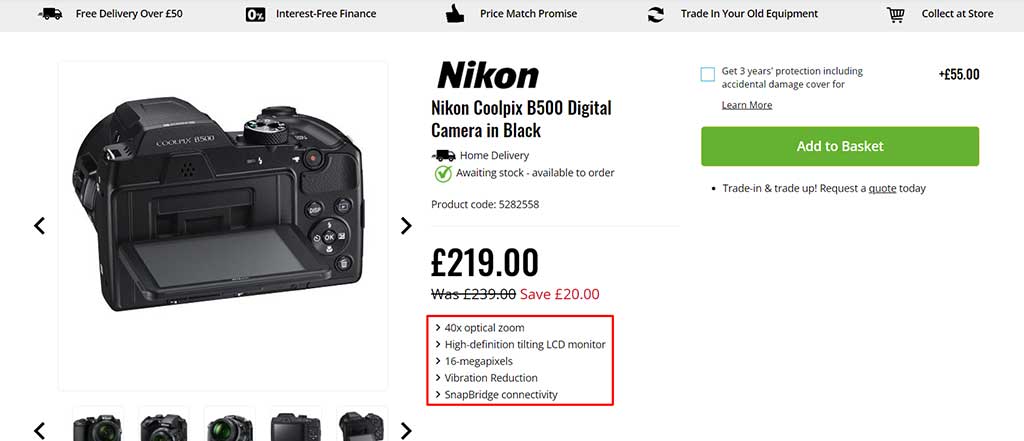 Free Delivery Over £50
0% Interest-Free Finance
Price Match Promise
Trade In Your Old Equipment
Collect at Store
COOLPIX B500
DISP
OK
Nikon
Nikon Coolpix B500 Digital
Camera in Black
Home Delivery
Awaiting stock - available to order
Product code: 5282558
£219.00
Was £239.00 Save £20.00
40x optical zoom
High-definition tilting LCD monitor
16-megapixels
Vibration Reduction
SnapBridge connectivity
Get 3 years' protection including
accidental damage cover for
+£55.00
Learn More
Add to Basket
Trade-in & trade up! Request a quote today